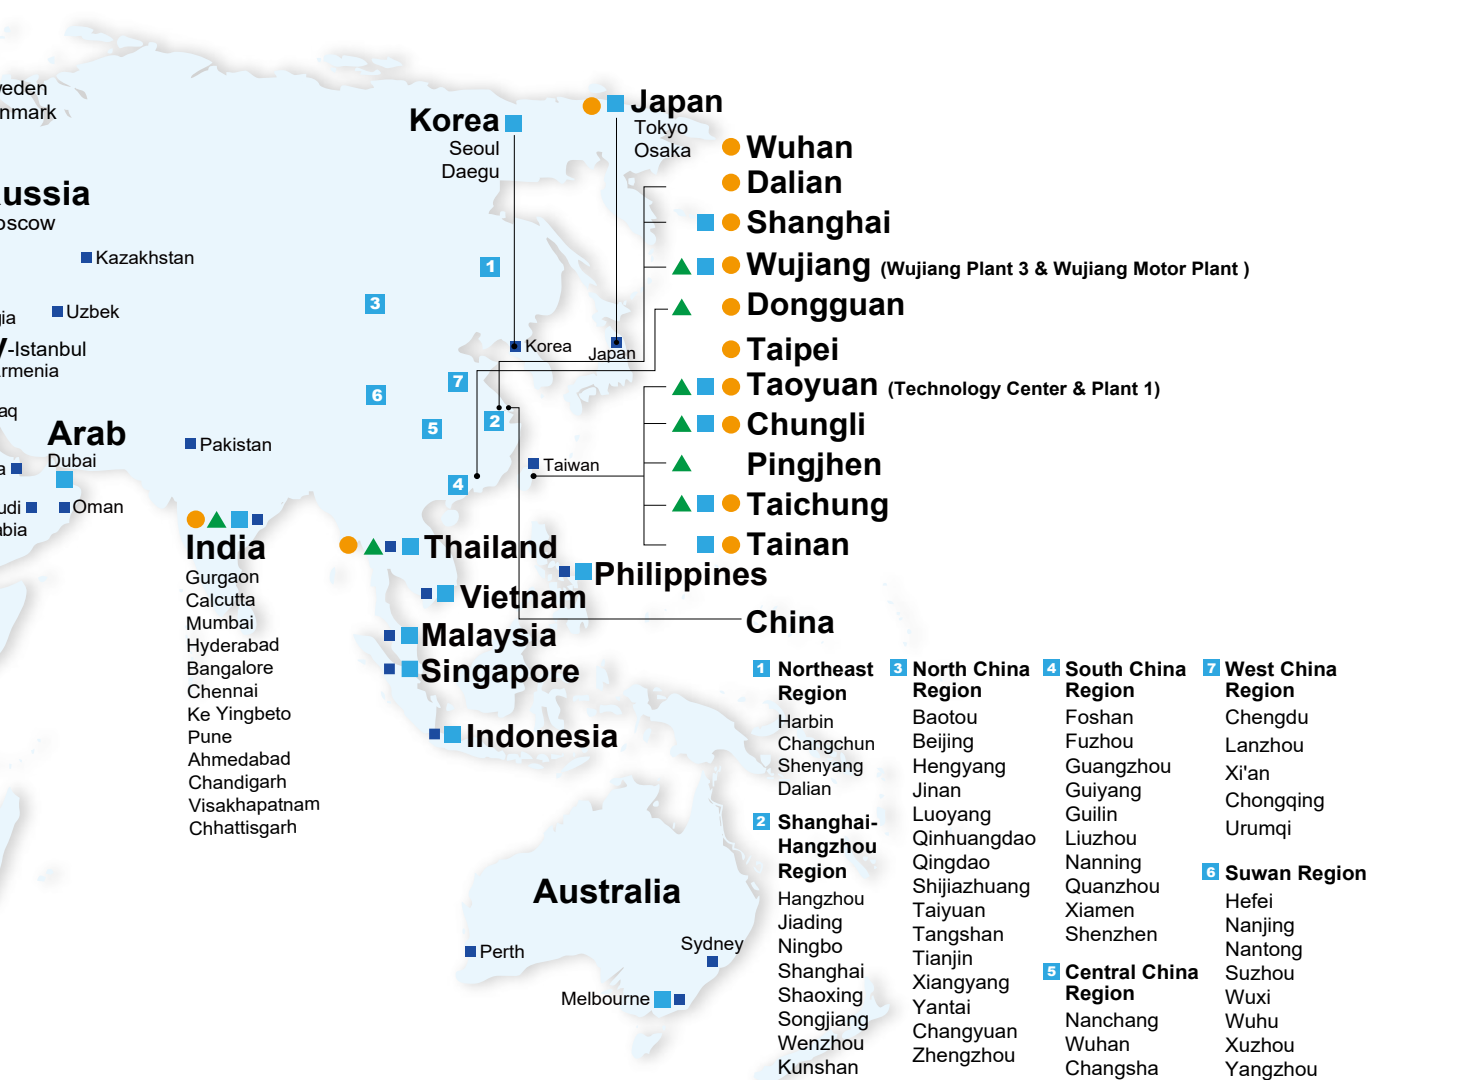 Korea
Seoul
Daegu
Japan
Tokyo
Osaka
Wuhan
Dalian
Shanghai
Wujiang (Wujiang Plant 3 & Wujiang Motor Plant )
Dongguan
Taipei
Taoyuan (Technology Center & Plant 1)
Chungli
Pingjhen
Taichung
Tainan
Kazakhstan
Uzbek
-Istanbul
Arab
Dubai
Oman
Pakistan
1
3
7
6
2
5
4
Korea
Japan
Taiwan
India
Gurgaon
Calcutta
Mumbai
Hyderabad
Bangalore
Chennai
Ke Yingbeto
Pune
Ahmedabad
Chandigarh
Visakhapatnam
Chhattisgarh
Thailand
Philippines
Vietnam
Malaysia
Singapore
Indonesia
Australia
Perth
Sydney
Melbourne
China
1 Northeast
Region
Harbin
Changchun
Shenyang
Dalian
2 Shanghai-
Hangzhou
Region
Hangzhou
Jiading
Ningbo
Shanghai
Shaoxing
Songjiang
Wenzhou
Kunshan
3 North China
Region
Baotou
Beijing
Hengyang
Jinan
Luoyang
Qinhuangdao
Qingdao
Shijiazhuang
Taiyuan
Tangshan
Tianjin
Xiangyang
Yantai
Changyuan
Zhengzhou
4 South China
Region
Foshan
Fuzhou
Guangzhou
Guiyang
Guilin
Liuzhou
Nanning
Quanzhou
Xiamen
Shenzhen
5 Central China
Region
Nanchang
Wuhan
Changsha
7 West China
Region
Chengdu
Lanzhou
Xi'an
Chongqing
Urumqi
6 Suwan Region
Hefei
Nanjing
Nantong
Suzhou
Wuxi
Wuhu
Xuzhou
Yangzhou